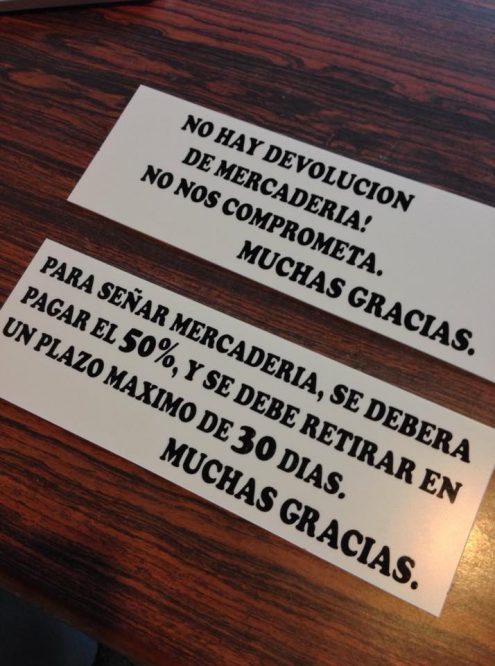 NO HAY DEVOLUCION
DE MERCADERIA!
NO NOS COMPROMETA.
MUCHAS GRACIAS.
PARA SEÑAR MERCADERIA, SE DEBERA
PAGAR EL 50%, Y SE DEBE RETIRAR EN
UN PLAZO MAXIMO DE 30 DIAS.
MUCHAS GRACIAS.